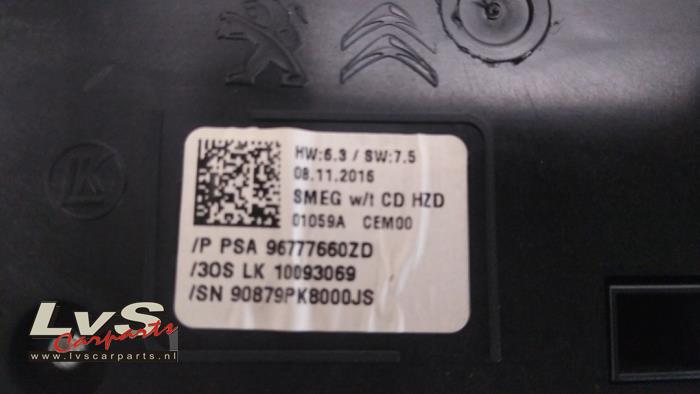 HW:6.3 / SW:7.5
08.11.2016
SMEG w/t CD HZD
01059A CEM00
/P PSA 96777660ZD
/3OS LK 10093069
/SN 90879PK8000JS
LK
LvS
Carparts
www.lvscarparts.nl